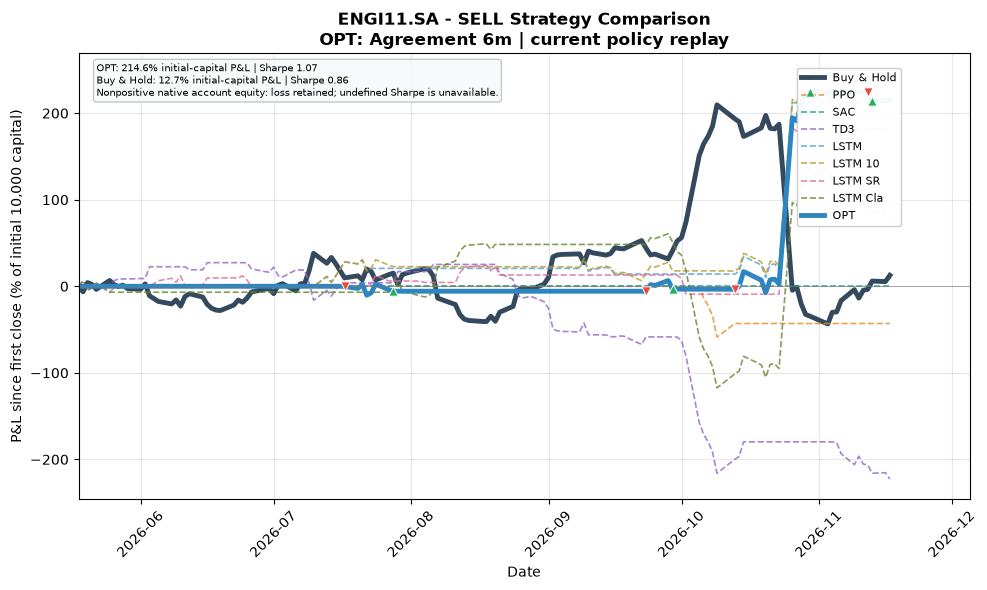 ENGI11.SA - SELL Strategy Comparison
OPT: Agreement 6m | current policy replay
OPT: 214.6% initial-capital P&L | Sharpe 1.07
Buy & Hold: 12.7% initial-capital P&L | Sharpe 0.86
Nonpositive native account equity: loss retained; undefined Sharpe is unavailable.
Buy & Hold
PPO
SAC
TD3
LSTM
LSTM 10
LSTM SR
LSTM Cla
OPT
P&L since first close (% of initial 10,000 capital)
200
100
0
−100
−200
2026-06
2026-07
2026-08
2026-09
2026-10
2026-11
2026-12
Date